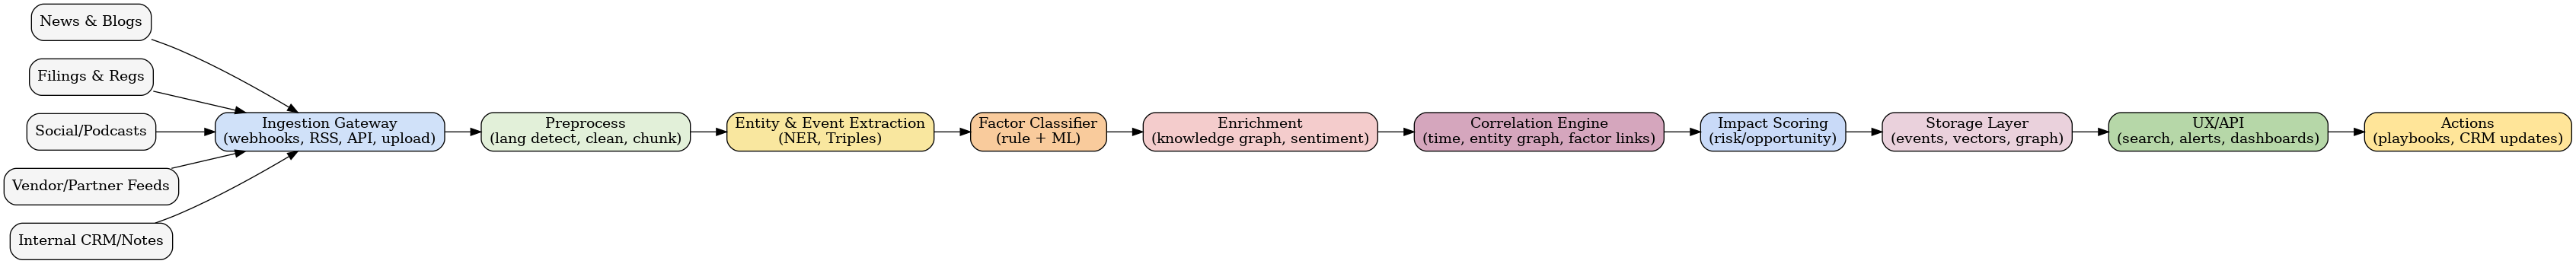 News & Blogs
Filings & Regs
Social/Podcasts
Vendor/Partner Feeds
Internal CRM/Notes
Ingestion Gateway
(webhooks, RSS, API, upload)
Preprocess
(lang detect, clean, chunk)
Entity & Event Extraction
(NER, Triples)
Factor Classifier
(rule + ML)
Enrichment
(knowledge graph, sentiment)
Correlation Engine
(time, entity graph, factor links)
Impact Scoring
(risk/opportunity)
Storage Layer
(events, vectors, graph)
UX/API
(search, alerts, dashboards)
Actions
(playbooks, CRM updates)